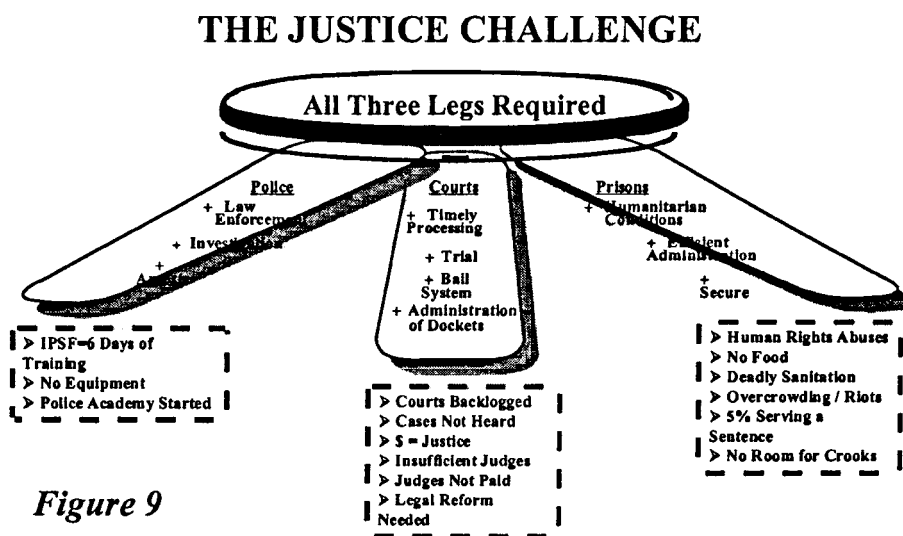 THE JUSTICE CHALLENGE
All Three Legs Required
Police
+ Law
Enforcement
+ Investigation
+
Courts
+ Timely
Processing
+ Trial
+ Bail
System
+ Administration
of Dockets
Prisons
+ Humanitarian
Conditions
+ Efficient
Administration
+
Secure
➢ IPSF=6 Days of
Training
➢ No Equipment
➢ Police Academy Started
➢ Courts Backlogged
➢ Cases Not Heard
➢ $ = Justice
➢ Insufficient Judges
➢ Judges Not Paid
➢ Legal Reform
Needed
➢ Human Rights Abuses
➢ No Food
➢ Deadly Sanitation
➢ Overcrowding / Riots
➢ 5% Serving a
Sentence
➢ No Room for Crooks
Figure 9